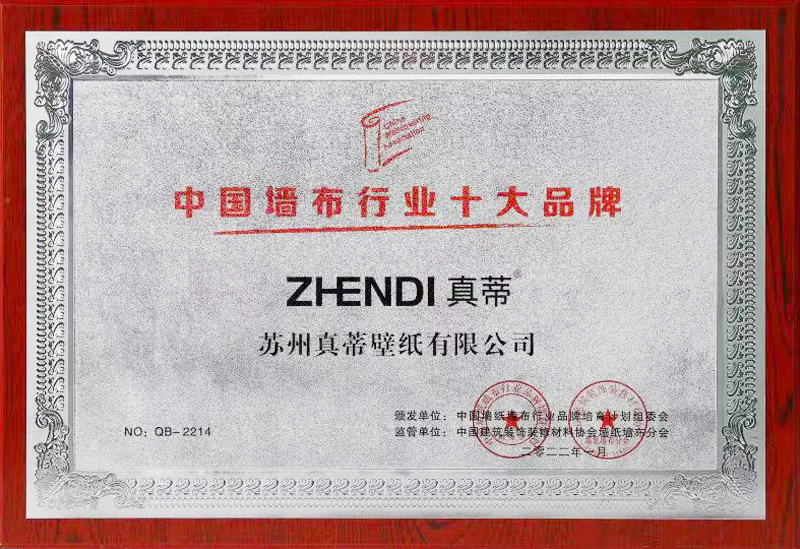 China
Wallcovering
Association
中国墙布行业十大品牌
ZHENDI 真蒂®
苏州真蒂壁纸有限公司
颁发单位：中国墙纸墙布行业品牌培育计划组委会
NO：QB-2214
监管单位：中国建筑装饰装修材料协会墙纸墙布分会
二零二二年一月